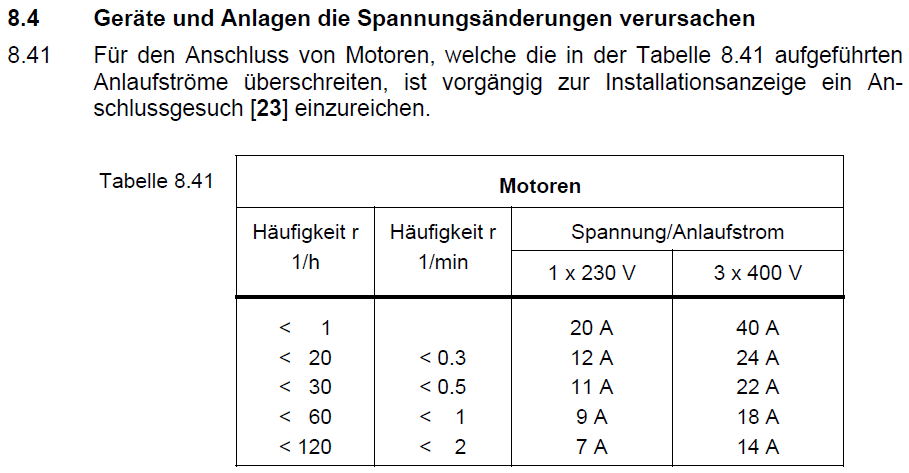 8.4 Geräte und Anlagen die Spannungsänderungen verursachen
8.41 Für den Anschluss von Motoren, welche die in der Tabelle 8.41 aufgeführten
Anlaufströme überschreiten, ist vorgängig zur Installationsanzeige ein An-
schlussgesuch [23] einzureichen.
Tabelle 8.41
Motoren
Häufigkeit r Häufigkeit r Spannung/Anlaufstrom
1/h 1/min 1 x 230 V 3 x 400 V
< 1 20 A 40 A
< 20 < 0.3 12 A 24 A
< 30 < 0.5 11 A 22 A
< 60 < 1 9 A 18 A
< 120 < 2 7 A 14 A